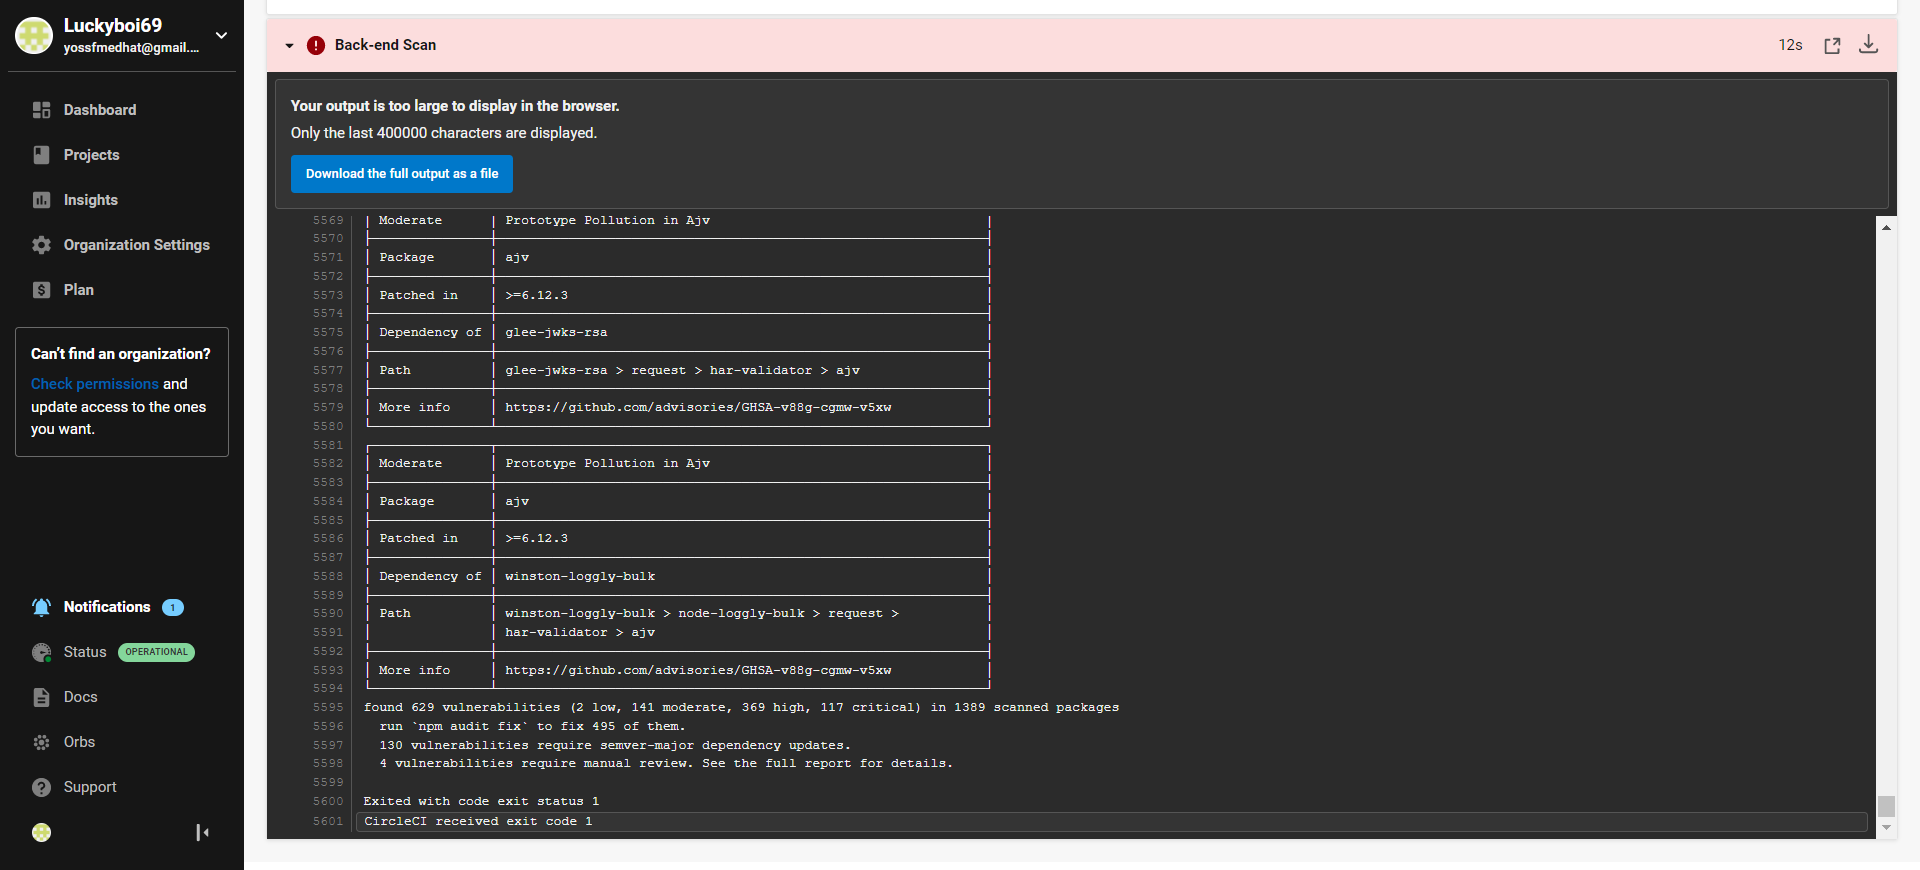 Luckyboi69
yossfmedhat@gmail....
Dashboard
Projects
Insights
Organization Settings
Plan
Can't find an organization?
Check permissions and
update access to the ones
you want.
Notifications 1
Status OPERATIONAL
Docs
Orbs
Support
Back-end Scan 12s
Your output is too large to display in the browser.
Only the last 400000 characters are displayed.
Download the full output as a file
5569 Moderate Prototype Pollution in Ajv
5570
5571 Package ajv
5572
5573 Patched in >=6.12.3
5574
5575 Dependency of glee-jwks-rsa
5576
5577 Path glee-jwks-rsa > request > har-validator > ajv
5578
5579 More info https://github.com/advisories/GHSA-v88g-cgmw-v5xw
5580
5581
5582 Moderate Prototype Pollution in Ajv
5583
5584 Package ajv
5585
5586 Patched in >=6.12.3
5587
5588 Dependency of winston-loggly-bulk
5589
5590 Path winston-loggly-bulk > node-loggly-bulk > request >
5591 har-validator > ajv
5592
5593 More info https://github.com/advisories/GHSA-v88g-cgmw-v5xw
5594
5595 found 629 vulnerabilities (2 low, 141 moderate, 369 high, 117 critical) in 1389 scanned packages
5596 run `npm audit fix` to fix 495 of them.
5597 130 vulnerabilities require semver-major dependency updates.
5598 4 vulnerabilities require manual review. See the full report for details.
5599
5600 Exited with code exit status 1
5601 CircleCI received exit code 1